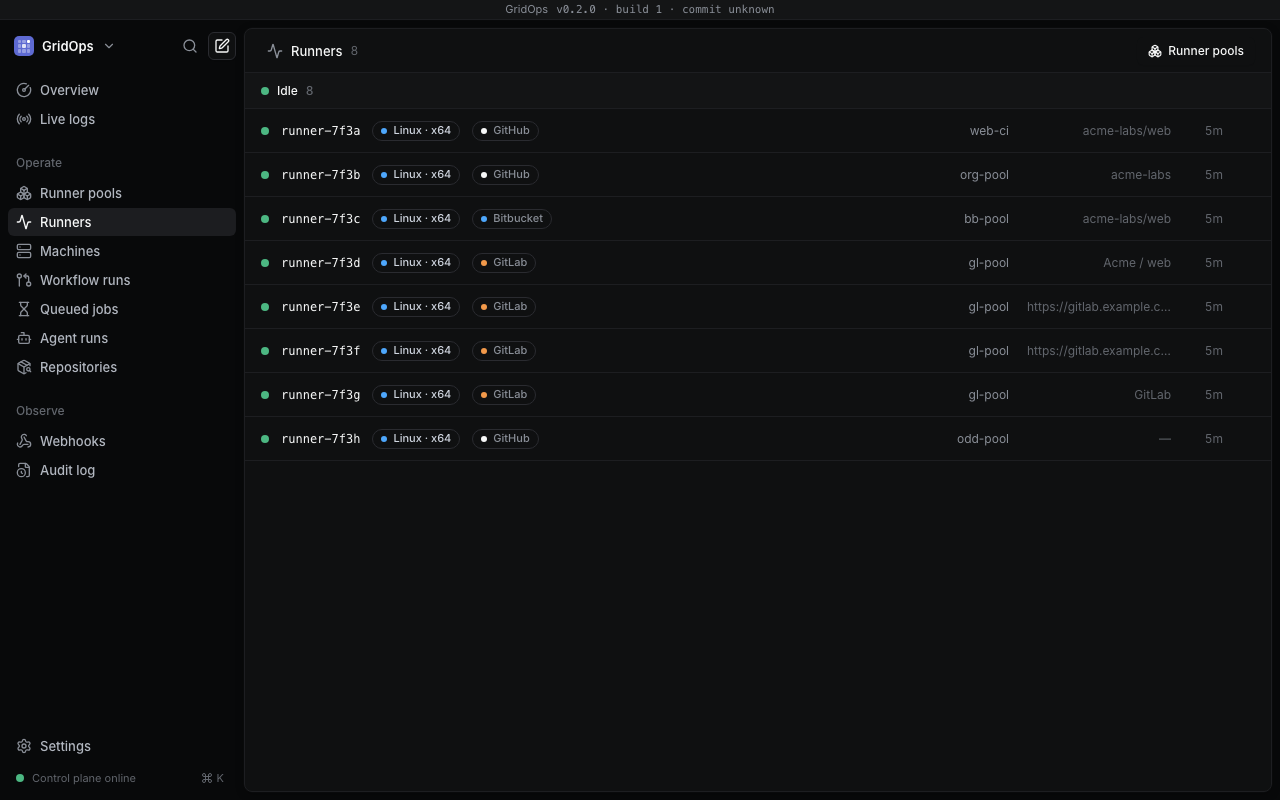 GridOps v0.2.0 · build 1 · commit unknown
GridOps
Overview
Live logs
Operate
Runner pools
Runners
Machines
Workflow runs
Queued jobs
Agent runs
Repositories
Observe
Webhooks
Audit log
Settings
Control plane online ⌘ K
Runners 8 Runner pools
Idle 8
runner-7f3a Linux · x64 GitHub web-ci acme-labs/web 5m
runner-7f3b Linux · x64 GitHub org-pool acme-labs 5m
runner-7f3c Linux · x64 Bitbucket bb-pool acme-labs/web 5m
runner-7f3d Linux · x64 GitLab gl-pool Acme / web 5m
runner-7f3e Linux · x64 GitLab gl-pool https://gitlab.example.c... 5m
runner-7f3f Linux · x64 GitLab gl-pool https://gitlab.example.c... 5m
runner-7f3g Linux · x64 GitLab gl-pool GitLab 5m
runner-7f3h Linux · x64 GitHub odd-pool — 5m